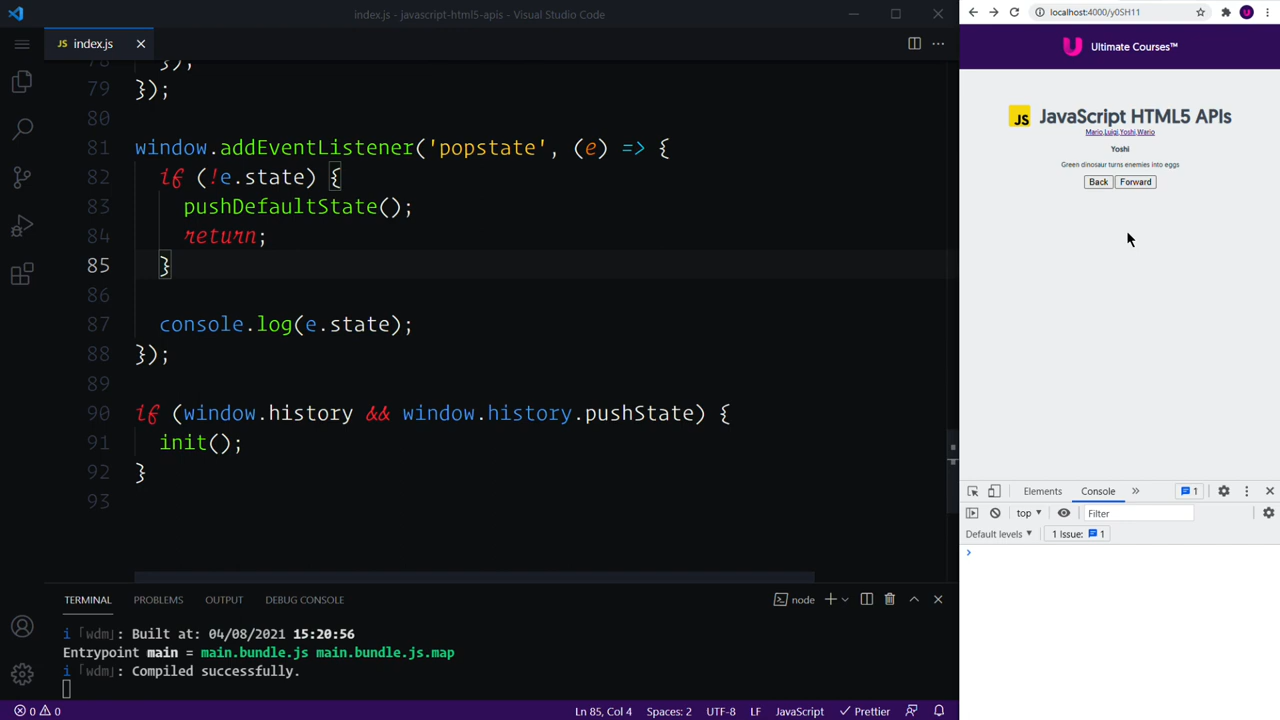 index.js - javascript-html5-apis - Visual Studio Code
JS index.js
78 });
79 });
80
81 window.addEventListener('popstate', (e) => {
82 if (!e.state) {
83 pushDefaultState();
84 return;
85 }
86
87 console.log(e.state);
88 });
89
90 if (window.history && window.history.pushState) {
91 init();
92 }
93
TERMINAL PROBLEMS OUTPUT DEBUG CONSOLE node
i ｢wdm｣: Built at: 04/08/2021 15:20:56
Entrypoint main = main.bundle.js main.bundle.js.map
i ｢wdm｣: Compiled successfully.
0 0 Ln 85, Col 4 Spaces: 2 UTF-8 LF JavaScript Prettier
localhost:4000/y0SH11
Ultimate Courses™
JS JavaScript HTML5 APIs
Mario,Luigi,Yoshi,Wario
Yoshi
Green dinosaur turns enemies into eggs
Back Forward
Elements Console » 1
top Filter
Default levels 1 Issue: 1